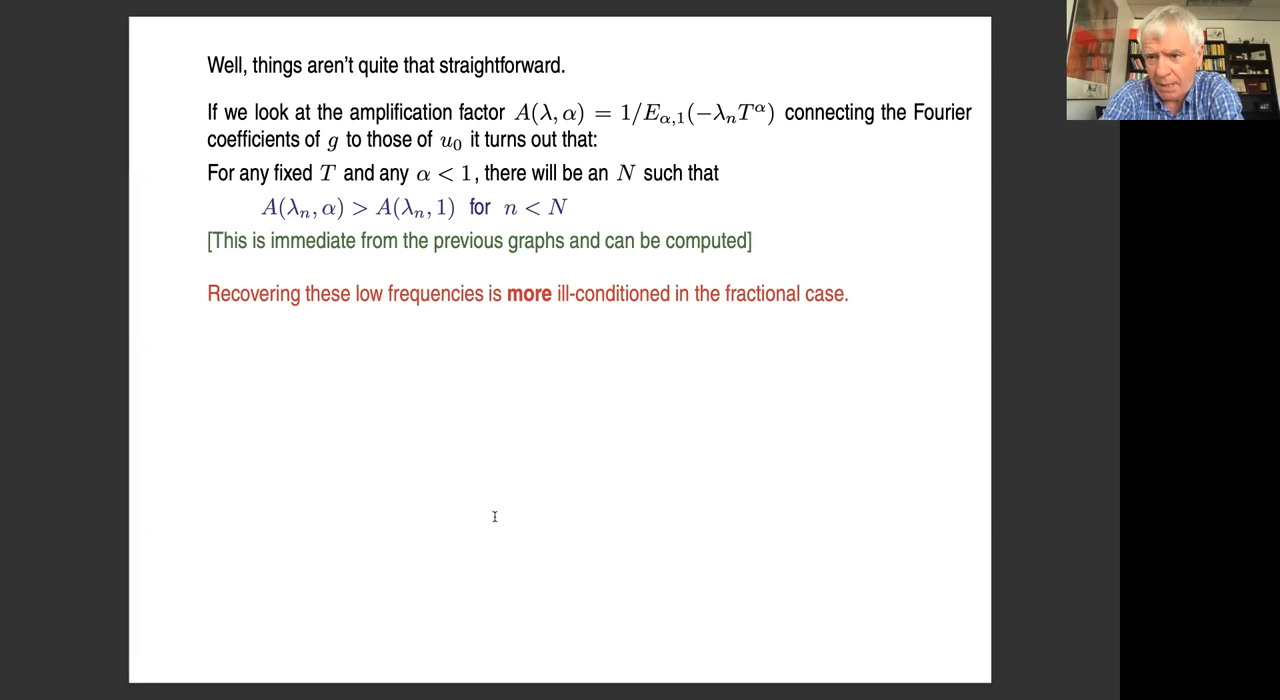 Well, things aren't quite that straightforward.
If we look at the amplification factor A(λ, α) = 1/E_{α,1}(−λ_n T^α) connecting the Fourier
coefficients of g to those of u_0 it turns out that:
For any fixed T and any α < 1, there will be an N such that
A(λ_n, α) > A(λ_n, 1) for n < N
[This is immediate from the previous graphs and can be computed]
Recovering these low frequencies is more ill-conditioned in the fractional case.